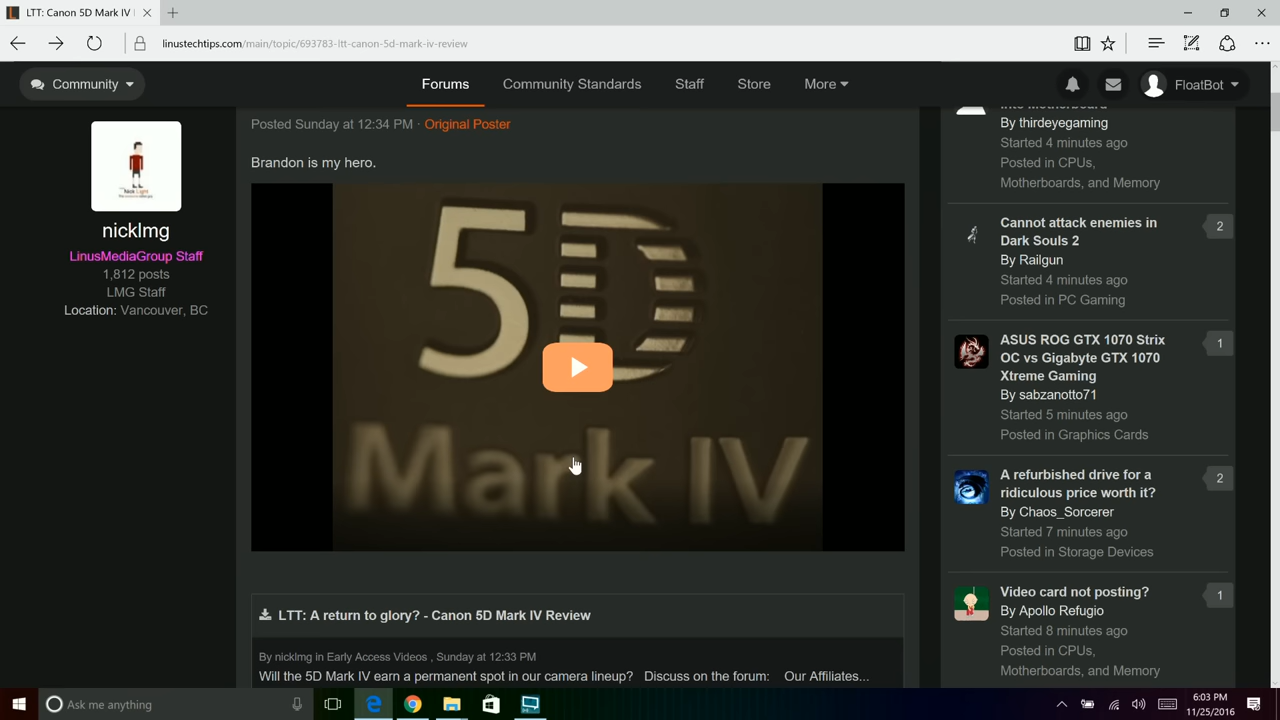 LTT: Canon 5D Mark IV
linustechtips.com/main/topic/693783-ltt-canon-5d-mark-iv-review
Community
Forums
Community Standards
Staff
Store
More
FloatBot
nicklmg
LinusMediaGroup Staff
1,812 posts
LMG Staff
Location: Vancouver, BC
Posted Sunday at 12:34 PM · Original Poster
Brandon is my hero.
5D
Mark IV
LTT: A return to glory? - Canon 5D Mark IV Review
By nicklmg in Early Access Videos , Sunday at 12:33 PM
Will the 5D Mark IV earn a permanent spot in our camera lineup? Discuss on the forum: Our Affiliates...
into Motherboard
By thirdeyegaming
Started 4 minutes ago
Posted in CPUs,
Motherboards, and Memory
Cannot attack enemies in
Dark Souls 2
2
By Railgun
Started 4 minutes ago
Posted in PC Gaming
ASUS ROG GTX 1070 Strix
OC vs Gigabyte GTX 1070
Xtreme Gaming
1
By sabzanotto71
Started 5 minutes ago
Posted in Graphics Cards
A refurbished drive for a
ridiculous price worth it?
2
By Chaos_Sorcerer
Started 7 minutes ago
Posted in Storage Devices
Video card not posting?
1
By Apollo Refugio
Started 8 minutes ago
Posted in CPUs,
Motherboards, and Memory
Ask me anything
6:03 PM
11/25/2016